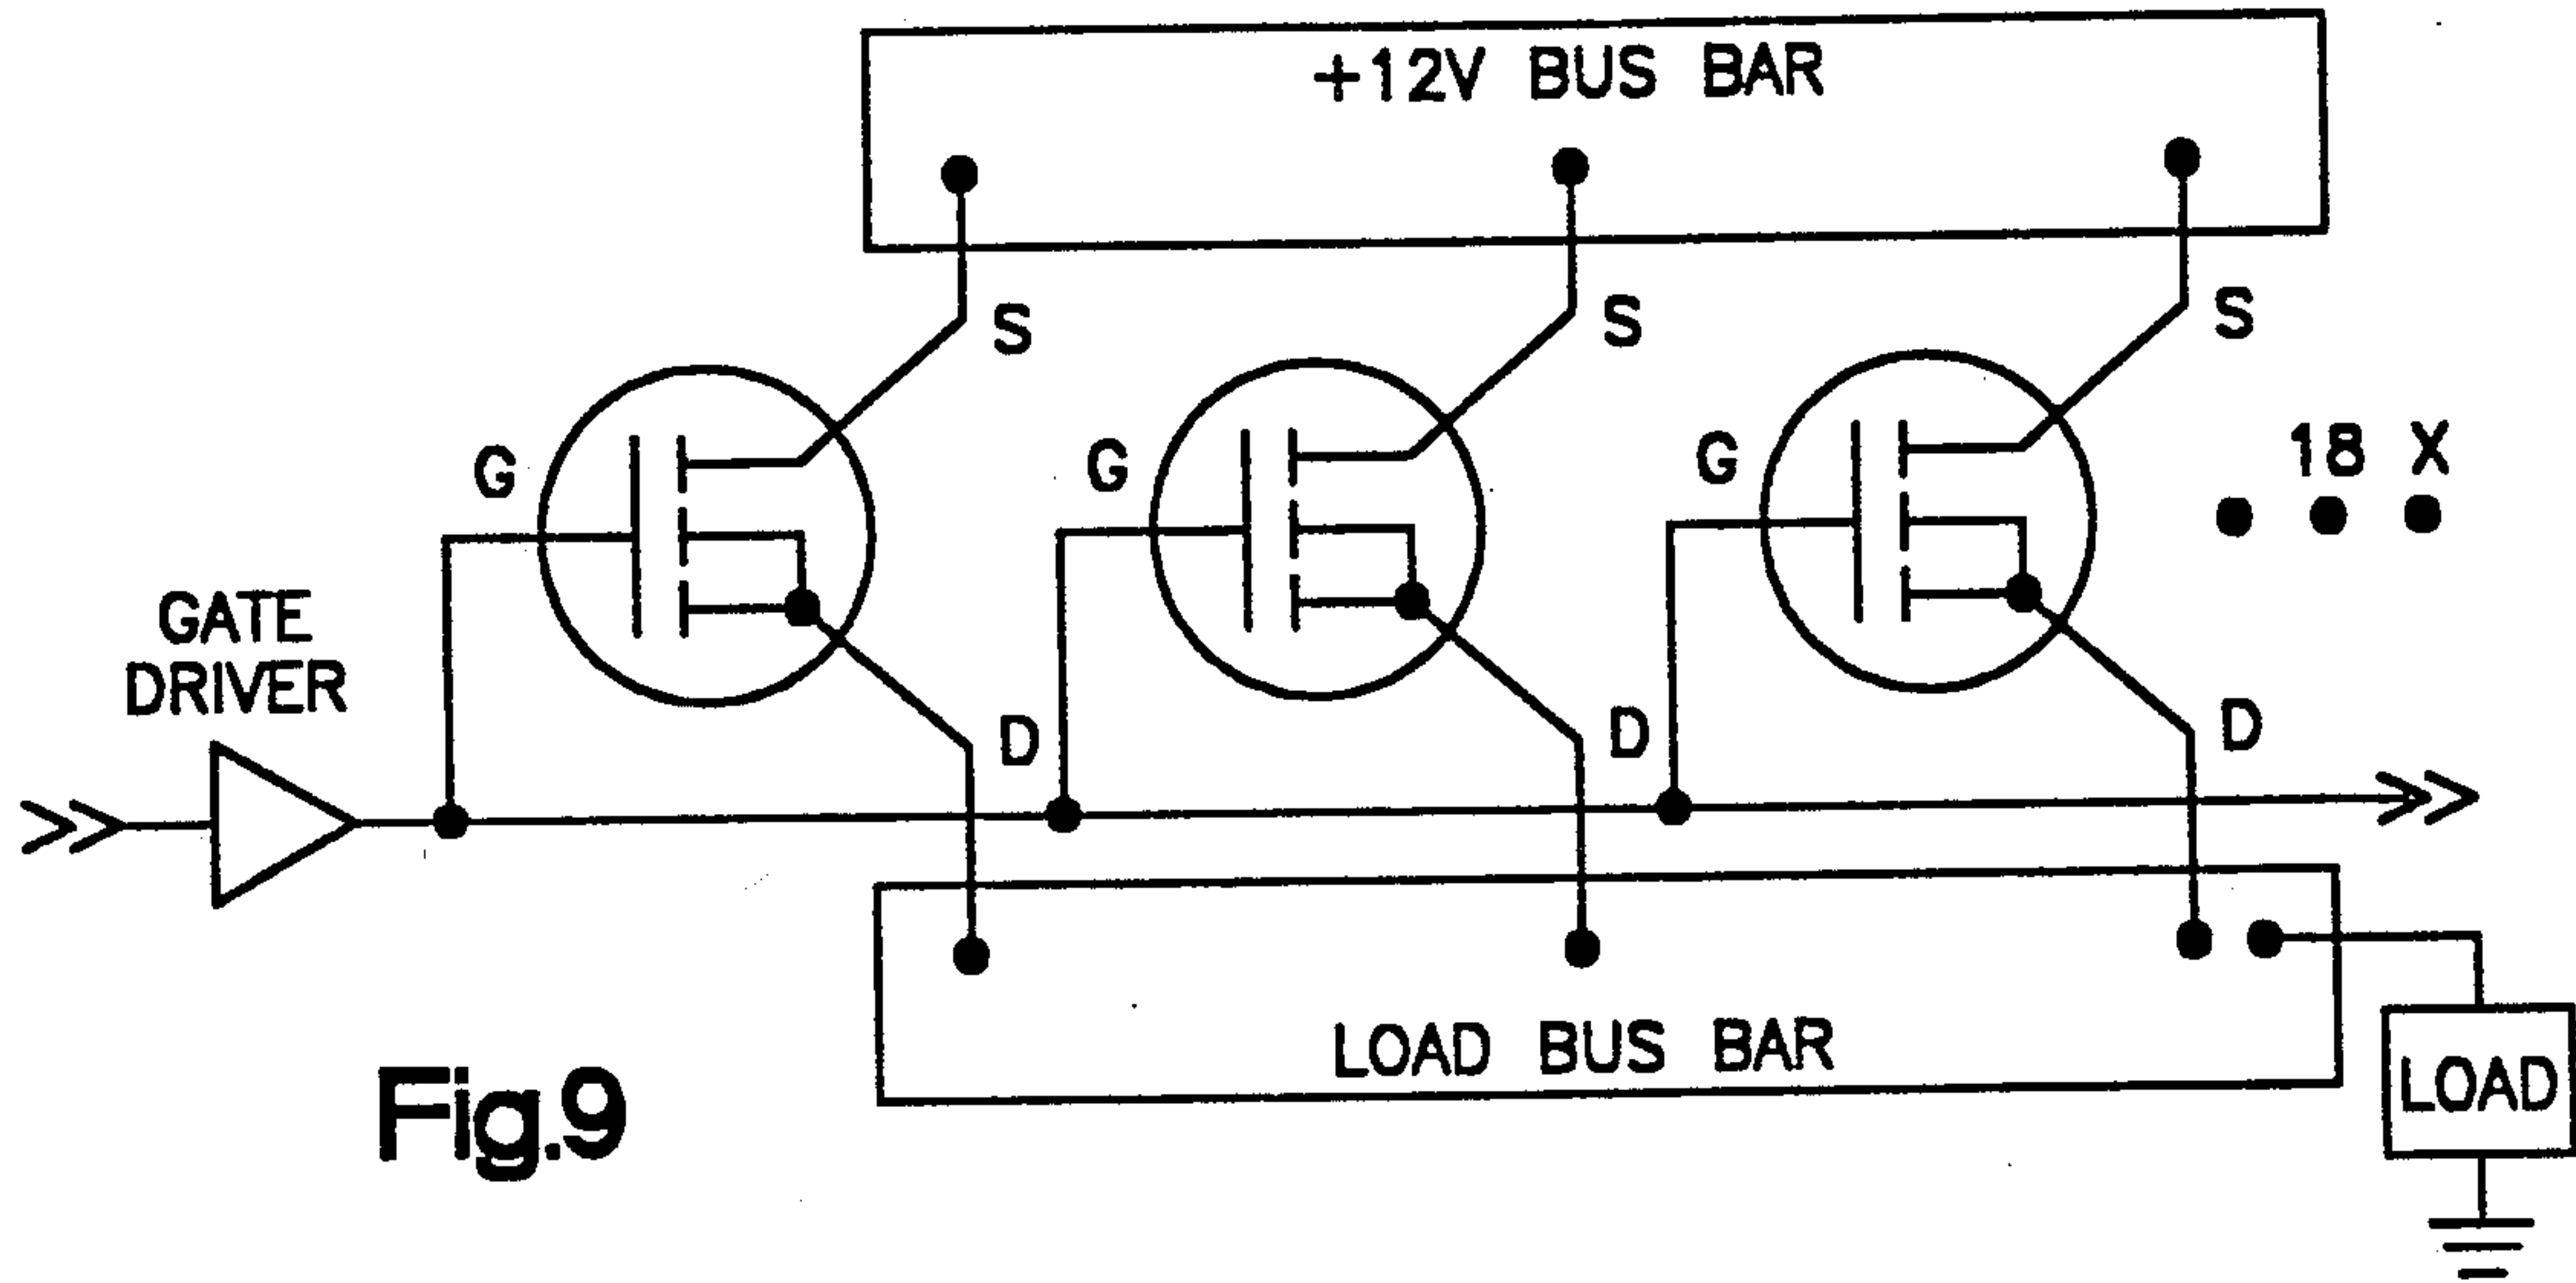 +12V BUS BAR
S
S
S
G
G
G
18 X
GATE
DRIVER
D
D
D
LOAD BUS BAR
LOAD
Fig.9